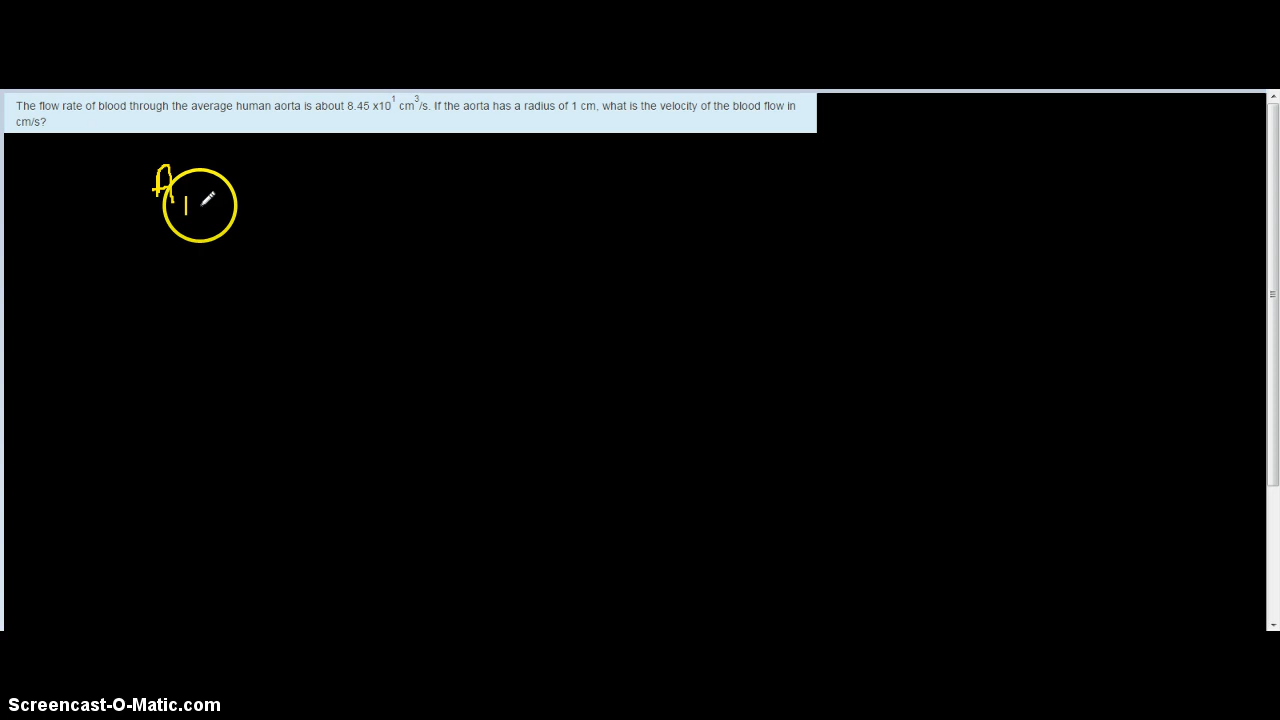 The flow rate of blood through the average human aorta is about 8.45 x10¹ cm³/s. If the aorta has a radius of 1 cm, what is the velocity of the blood flow in
cm/s?
A
1
Screencast-O-Matic.com